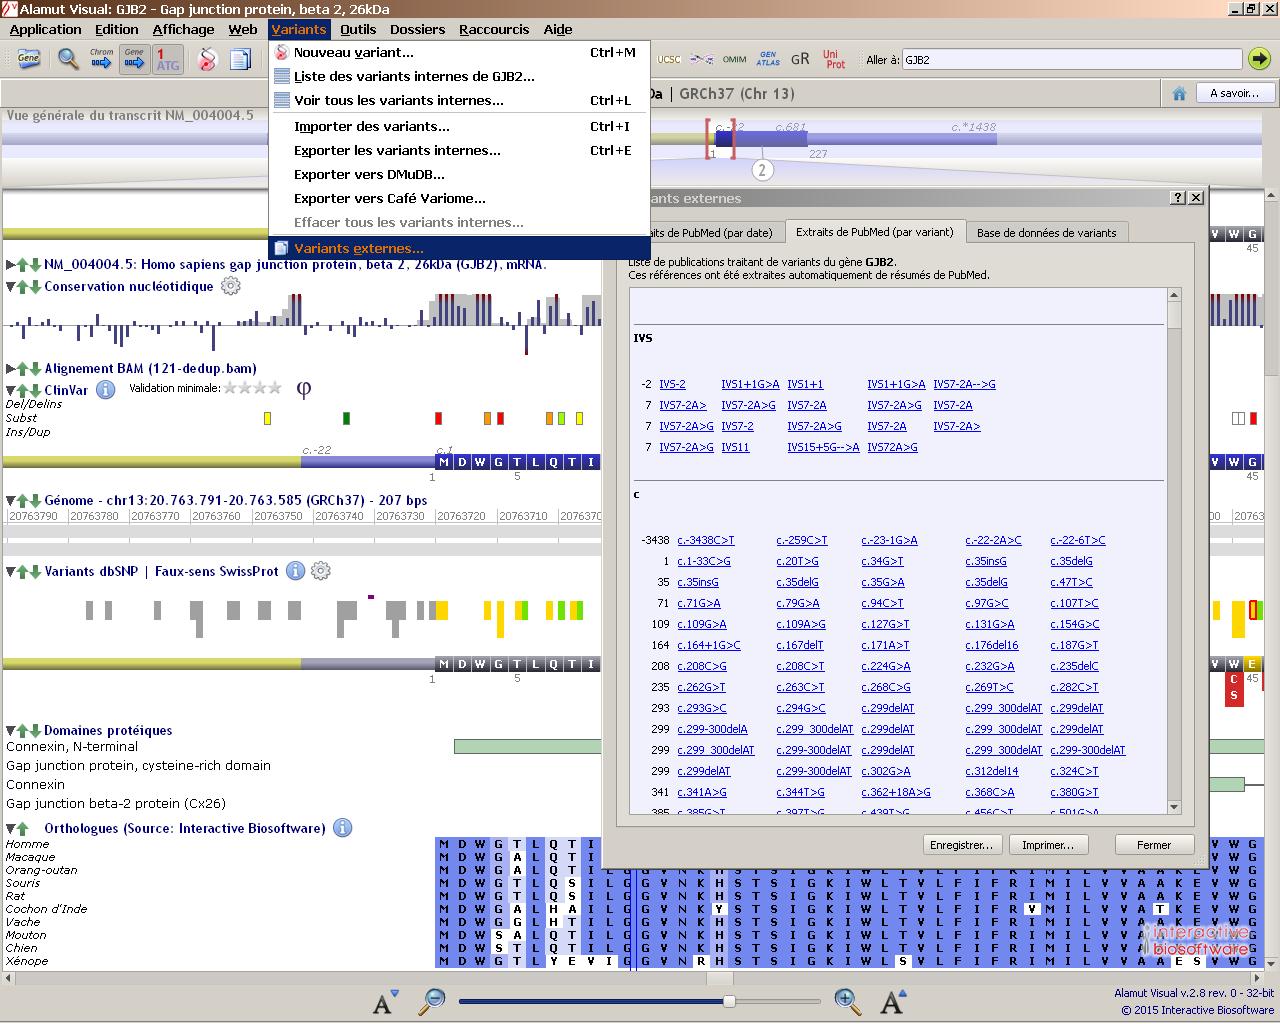 Alamut Visual: GJB2 - Gap junction protein, beta 2, 26kDa
Application Edition Affichage Web Variants Outils Dossiers Raccourcis Aide
Gene Chrom Gene 1 ATG UCSC OMIM GEN ATLAS GR Uni Prot Aller à: GJB2
Nouveau variant... Ctrl+M
Liste des variants internes de GJB2...
Voir tous les variants internes... Ctrl+L
Importer des variants... Ctrl+I
Exporter les variants internes... Ctrl+E
Exporter vers DMuDB...
Exporter vers Café Variome...
Effacer tous les variants internes...
Variants externes...
Da | GRCh37 (Chr 13) A savoir...
Vue générale du transcrit NM_004004.5
c.-22 c.681 c.*1438
1 227
2
V W G
45
NM_004004.5: Homo sapiens gap junction protein, beta 2, 26kDa (GJB2), mRNA.
Conservation nucléotidique
Alignement BAM (121-dedup.bam)
ClinVar Validation minimale: φ
Del/Delins
Subst
Ins/Dup
c.-22 c.1
M D W G T L Q T I V W G
1 5 45
Génome - chr13:20.763.791-20.763.585 (GRCh37) - 207 bps
20763790 20763780 20763770 20763760 20763750 20763740 20763730 20763720 20763710 2076370 00 20763
Variants dbSNP | Faux-sens SwissProt
M D W G T L Q T I V W E
1 5 C 45
S
Domaines protéiques
Connexin, N-terminal
Gap junction protein, cysteine-rich domain
Connexin
Gap junction beta-2 protein (Cx26)
Orthologues (Source: Interactive Biosoftware)
Homme M D W G T L Q T I V W G
Macaque M D W G A L Q T I
Orang-outan M D W G A L Q T I L G G V N K H S T S I G K I W L T V L F I F R I M I L V V A A K E V W G
Souris M D W G T L Q S I L G G V N K H S T S I G K I W L T V L F I F R I M I L V V A A K E V W G
Rat M D W G T L Q S I L G G V N K H S T S I G K I W L T V L F I F R I M I L V V A A K E V W G
Cochon d'Inde M D W G A L H A I L G G V N K Y S T S I G K I W L T V L F I F R V M I L V V A T K E V W G
Vache M D W G G L H T I L G G V N K H S T S I G K I W L T V L F I F R I M I L V V A A K E V W G
Mouton M D W S A L Q T I L G G V N K H S T S I G K I W L T V L F I F R I M I L V V A A K E V W G
Chien M D W S T L Q T I L G G V N K H S T S I G K I W L T V L F I F R I M I L V V A A K E V W G
Xénope M D W G T L Y E V I G G V N R H S T S I G K I W L S V L F I F R I M I L V V A A E S V W G
interactive
biosoftware
iants externes
raits de PubMed (par date) Extraits de PubMed (par variant) Base de données de variants
Liste de publications traitant de variants du gène GJB2.
Ces références ont été extraites automatiquement de résumés de PubMed.
IVS
-2 IVS-2 IVS1+1G>A IVS1+1 IVS1+1G>A IVS7-2A-->G
7 IVS7-2A> IVS7-2A>G IVS7-2A IVS7-2A>G IVS7-2A
7 IVS7-2A>G IVS7-2 IVS7-2A>G IVS7-2A IVS7-2A>
7 IVS7-2A>G IVS11 IVS15+5G-->A IVS72A>G
c
-3438 c.-3438C>T c.-259C>T c.-23-1G>A c.-22-2A>C c.-22-6T>C
1 c.1-33C>G c.20T>G c.34G>T c.35insG c.35delG
35 c.35insG c.35delG c.35G>A c.35delG c.47T>C
71 c.71G>A c.79G>A c.94C>T c.97G>C c.107T>C
109 c.109G>A c.109A>G c.127G>T c.131G>A c.154G>C
164 c.164+1G>C c.167delT c.171A>T c.176del16 c.187G>T
208 c.208C>G c.208C>T c.224G>A c.232G>A c.235delC
235 c.262G>T c.263C>T c.268C>G c.269T>C c.282C>T
293 c.293G>C c.294G>C c.299delAT c.299_300delAT c.299delAT
299 c.299-300delA c.299_300delAT c.299delAT c.299_300delAT c.299delAT
299 c.299_300delAT c.299-300delAT c.299delAT c.299_300delAT c.299-300delAT
299 c.299delAT c.299-300delAT c.302G>A c.312del14 c.324C>T
341 c.341A>G c.344T>G c.362+18A>G c.368C>A c.380G>T
385 c.385G>T c.397T>G c.439T>G c.456C>T c.501G>A
Enregistrer... Imprimer... Fermer
A A
Alamut Visual v.2.8 rev. 0 - 32-bit
© 2015 Interactive Biosoftware